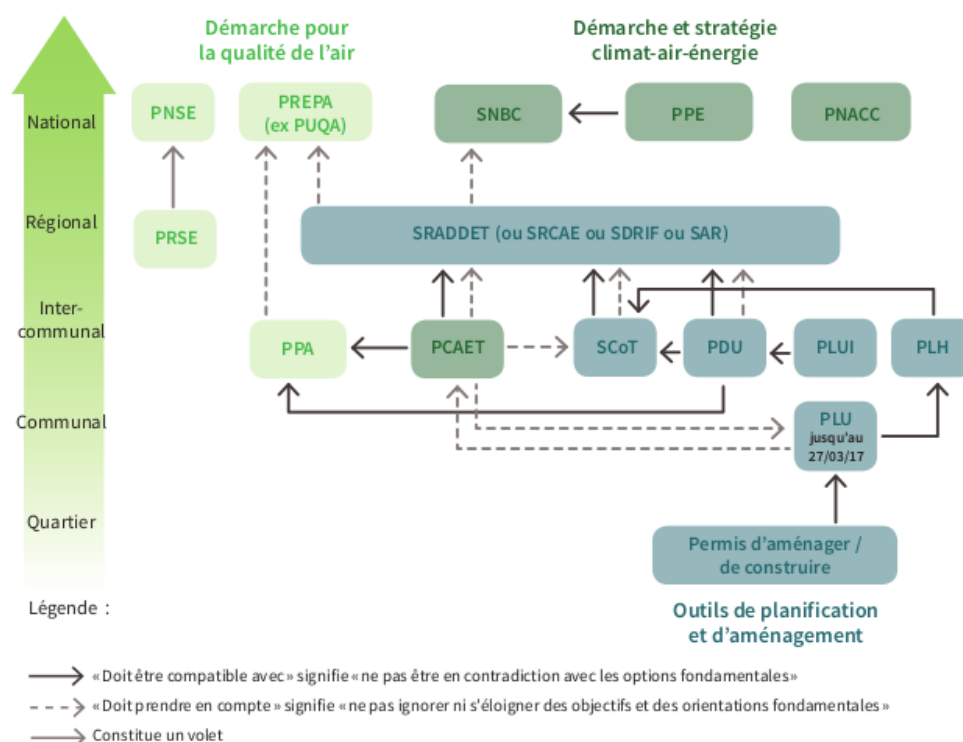 Démarche pour
la qualité de l'air
Démarche et stratégie
climat-air-énergie
National
PNSE
PREPA
(ex PUQA)
SNBC
PPE
PNACC
Régional
PRSE
SRADDET (ou SRCAE ou SDRIF ou SAR)
Inter-
communal
PPA
PCAET
SCoT
PDU
PLUI
PLH
Communal
PLU
jusqu'au
27/03/17
Quartier
Permis d'aménager /
de construire
Légende :
Outils de planification
et d'aménagement
« Doit être compatible avec » signifie « ne pas être en contradiction avec les options fondamentales »
« Doit prendre en compte » signifie « ne pas ignorer ni s'éloigner des objectifs et des orientations fondamentales »
Constitue un volet